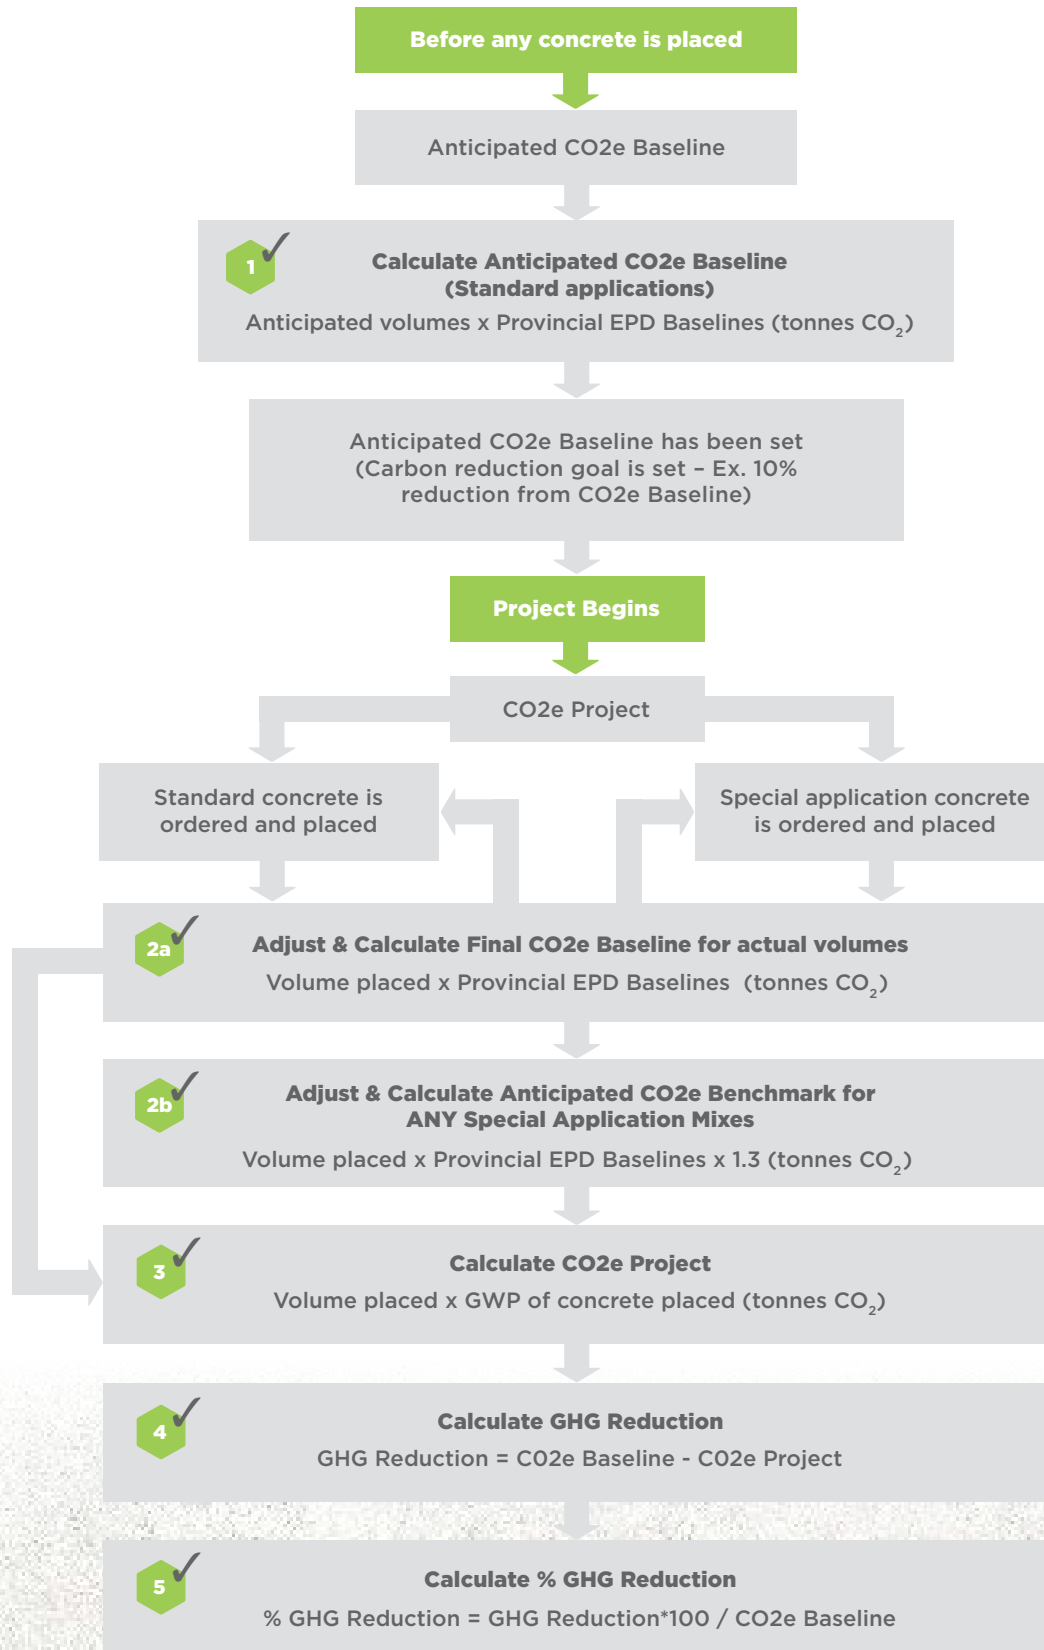 Before any concrete is placed
Anticipated CO2e Baseline
1
Calculate Anticipated CO2e Baseline
(Standard applications)
Anticipated volumes x Provincial EPD Baselines (tonnes CO₂)
Anticipated CO2e Baseline has been set
(Carbon reduction goal is set – Ex. 10%
reduction from CO2e Baseline)
Project Begins
CO2e Project
Standard concrete is
ordered and placed
Special application concrete
is ordered and placed
2a
Adjust & Calculate Final CO2e Baseline for actual volumes
Volume placed x Provincial EPD Baselines (tonnes CO₂)
2b
Adjust & Calculate Anticipated CO2e Benchmark for
ANY Special Application Mixes
Volume placed x Provincial EPD Baselines x 1.3 (tonnes CO₂)
3
Calculate CO2e Project
Volume placed x GWP of concrete placed (tonnes CO₂)
4
Calculate GHG Reduction
GHG Reduction = C02e Baseline - C02e Project
5
Calculate % GHG Reduction
% GHG Reduction = GHG Reduction*100 / CO2e Baseline